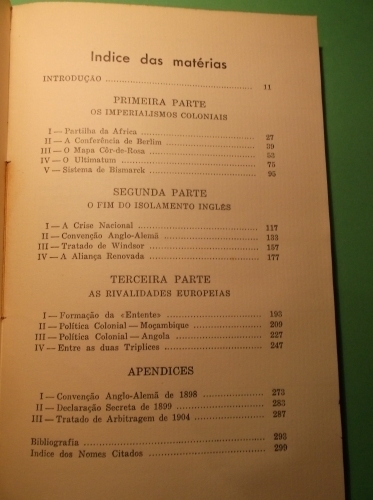 Indice das matérias
INTRODUÇÃO ........ 11
PRIMEIRA PARTE
OS IMPERIALISMOS COLONIAIS
I — Partilha da Africa ........ 27
II — A Conferência de Berlim ........ 39
III — O Mapa Côr-de-Rosa ........ 53
IV — O Ultimatum ........ 75
V — Sistema de Bismarck ........ 95
SEGUNDA PARTE
O FIM DO ISOLAMENTO INGLÊS
I — A Crise Nacional ........ 117
II — Convenção Anglo-Alemã ........ 133
III — Tratado de Windsor ........ 157
IV — A Aliança Renovada ........ 177
TERCEIRA PARTE
AS RIVALIDADES EUROPEIAS
I — Formação da «Entente» ........ 193
II — Política Colonial — Moçambique ........ 209
III — Política Colonial — Angola ........ 227
IV — Entre as duas Tríplices ........ 247
APENDICES
I — Convenção Anglo-Alemã de 1898 ........ 273
II — Declaração Secreta de 1899 ........ 283
III — Tratado de Arbitragem de 1904 ........ 287
Bibliografia ........ 293
Indice dos Nomes Citados ........ 299